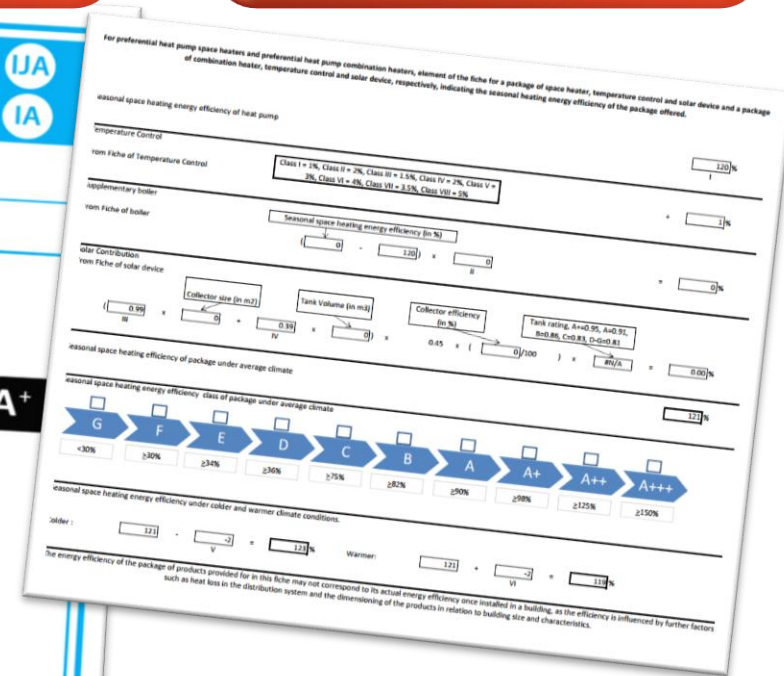 IJA
IA
A+
For preferential heat pump space heaters and preferential heat pump combination heaters, element of the fiche for a package of space heater, temperature control and solar device and a package
of combination heater, temperature control and solar device, respectively, indicating the seasonal heating energy efficiency of the package offered.
easonal space heating energy efficiency of heat pump
120 %
I
emperature Control
rom Fiche of Temperature Control
Class I = 1%, Class II = 2%, Class III = 1.5%, Class IV = 2%, Class V =
3%, Class VI = 4%, Class VII = 3.5%, Class VIII = 5%
+ 1 %
upplementary boiler
rom Fiche of boiler
Seasonal space heating energy efficiency (in %)
( 0 - 120 ) x 0
II
= 0 %
olar Contribution
rom Fiche of solar device
Collector size (in m2)
Tank Volume (in m3)
Collector efficiency
(in %)
Tank rating, A+=0.95, A=0.91,
B=0.86, C=0.83, D-G=0.81
( 0.99 x 0 + 0.39 x 0 ) x 0.45 x ( 0 /100 ) x #N/A = 0.00 %
III IV
easonal space heating efficiency of package under average climate
121 %
easonal space heating energy efficiency class of package under average climate
G F E D C B A A+ A++ A+++
<30% ≥30% ≥34% ≥36% ≥75% ≥82% ≥90% ≥98% ≥125% ≥150%
easonal space heating energy efficiency under colder and warmer climate conditions.
Colder : 121 - -2 = 123 % Warmer: 121 + -2 = 119 %
V VI
The energy efficiency of the package of products provided for in this fiche may not correspond to its actual energy efficiency once installed in a building, as the efficiency is influenced by further factors
such as heat loss in the distribution system and the dimensioning of the products in relation to building size and characteristics.